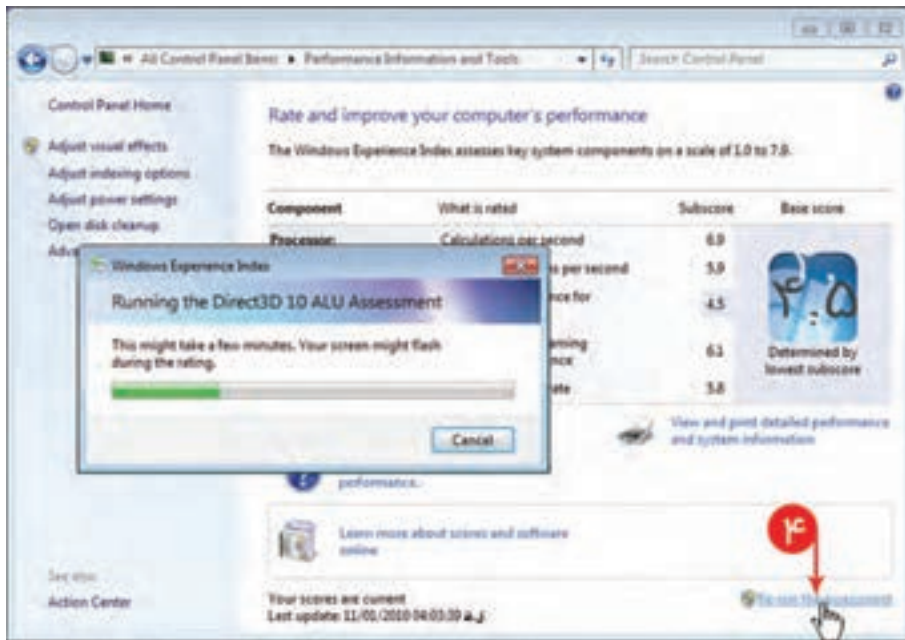 All Control Panel Items ▸ Performance Information and Tools
Search Control Panel
Control Panel Home
Adjust visual effects
Adjust indexing options
Adjust power settings
Open disk cleanup
Rate and improve your computer's performance
The Windows Experience Index assesses key system components on a scale of 1.0 to 7.9.
Component What is rated Subscore Base score
Processor: Calculations per second 6.9
per second 5.9
for 4.5
6.1
5.8
۴.۵
Determined by
lowest subscore
Windows Experience Index
Running the Direct3D 10 ALU Assessment
This might take a few minutes. Your screen might flash
during the rating.
Cancel
View and print detailed performance
and system information
performance.
Learn more about scores and software
online
۴
See also
Action Center
Your scores are current
Last update: 11/01/2010 04:03:39 ق.ظ
Re-run the assessment